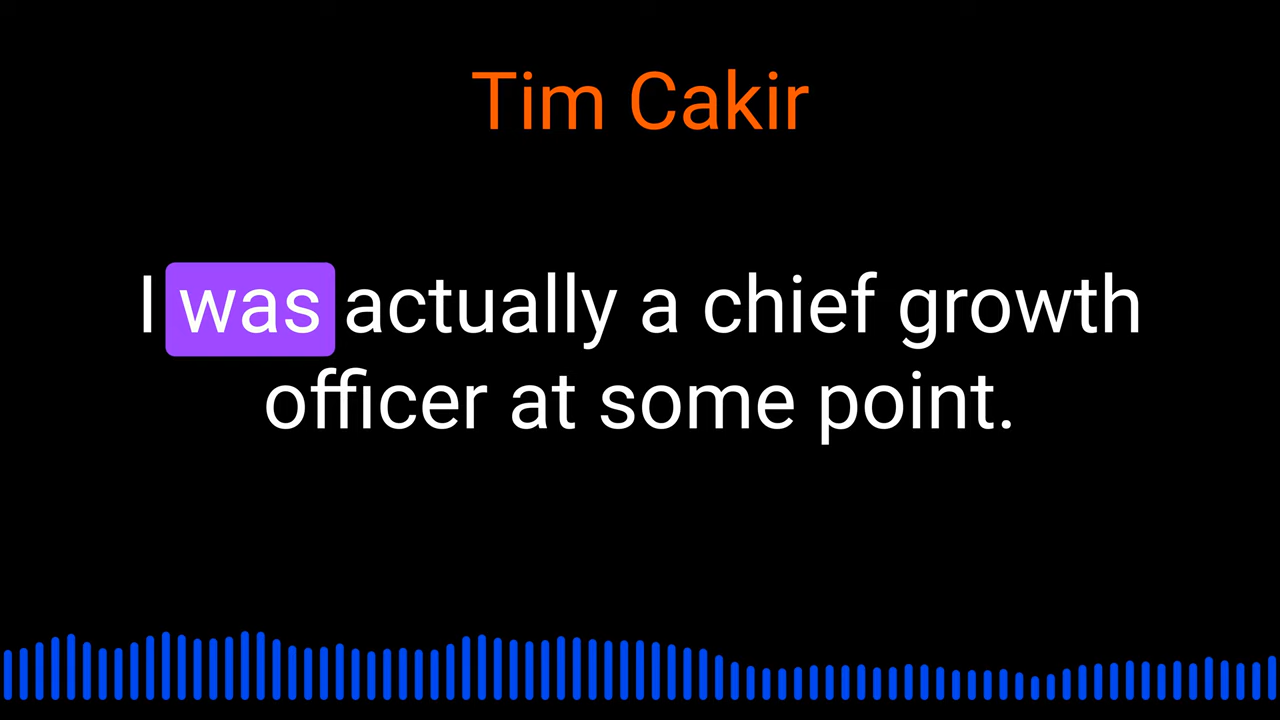 Tim Cakir
I was actually a chief growth
officer at some point.